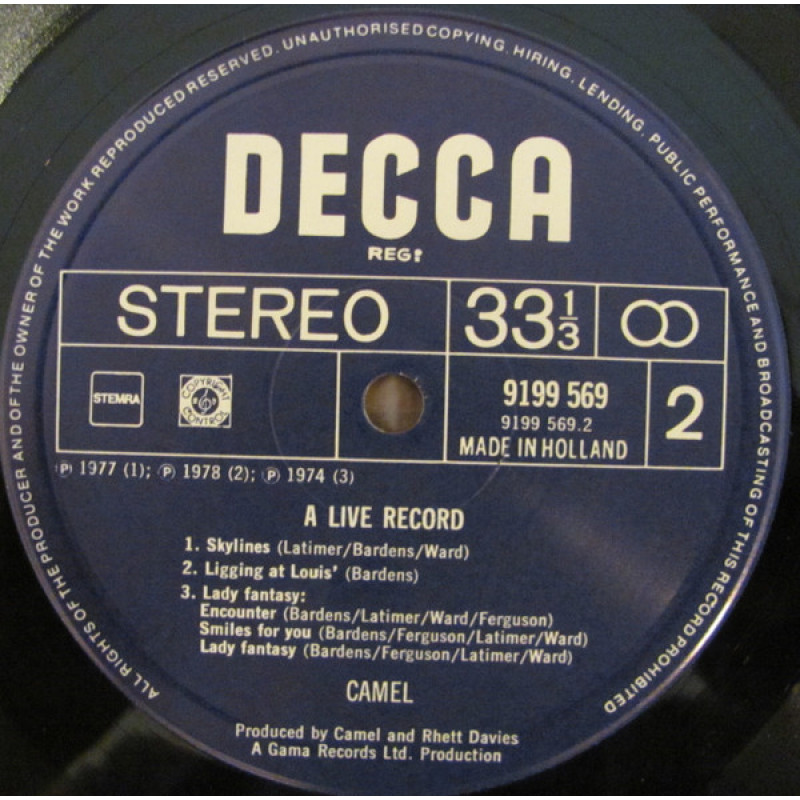 ALL RIGHTS OF THE PRODUCER AND OF THE OWNER OF THE WORK REPRODUCED RESERVED. UNAUTHORISED COPYING. HIRING. LENDING. PUBLIC PERFORMANCE AND BROADCASTING OF THIS RECORD PROHIBITED
DECCA
REG!
STEREO 33 1/3
STEMRA COPYRIGHT CONTROL
9199 569 2
9199 569.2
MADE IN HOLLAND
℗ 1977 (1); ℗ 1978 (2); ℗ 1974 (3)
A LIVE RECORD
1. Skylines (Latimer/Bardens/Ward)
2. Ligging at Louis' (Bardens)
3. Lady fantasy:
Encounter (Bardens/Latimer/Ward/Ferguson)
Smiles for you (Bardens/Ferguson/Latimer/Ward)
Lady fantasy (Bardens/Ferguson/Latimer/Ward)
CAMEL
Produced by Camel and Rhett Davies
A Gama Records Ltd. Production